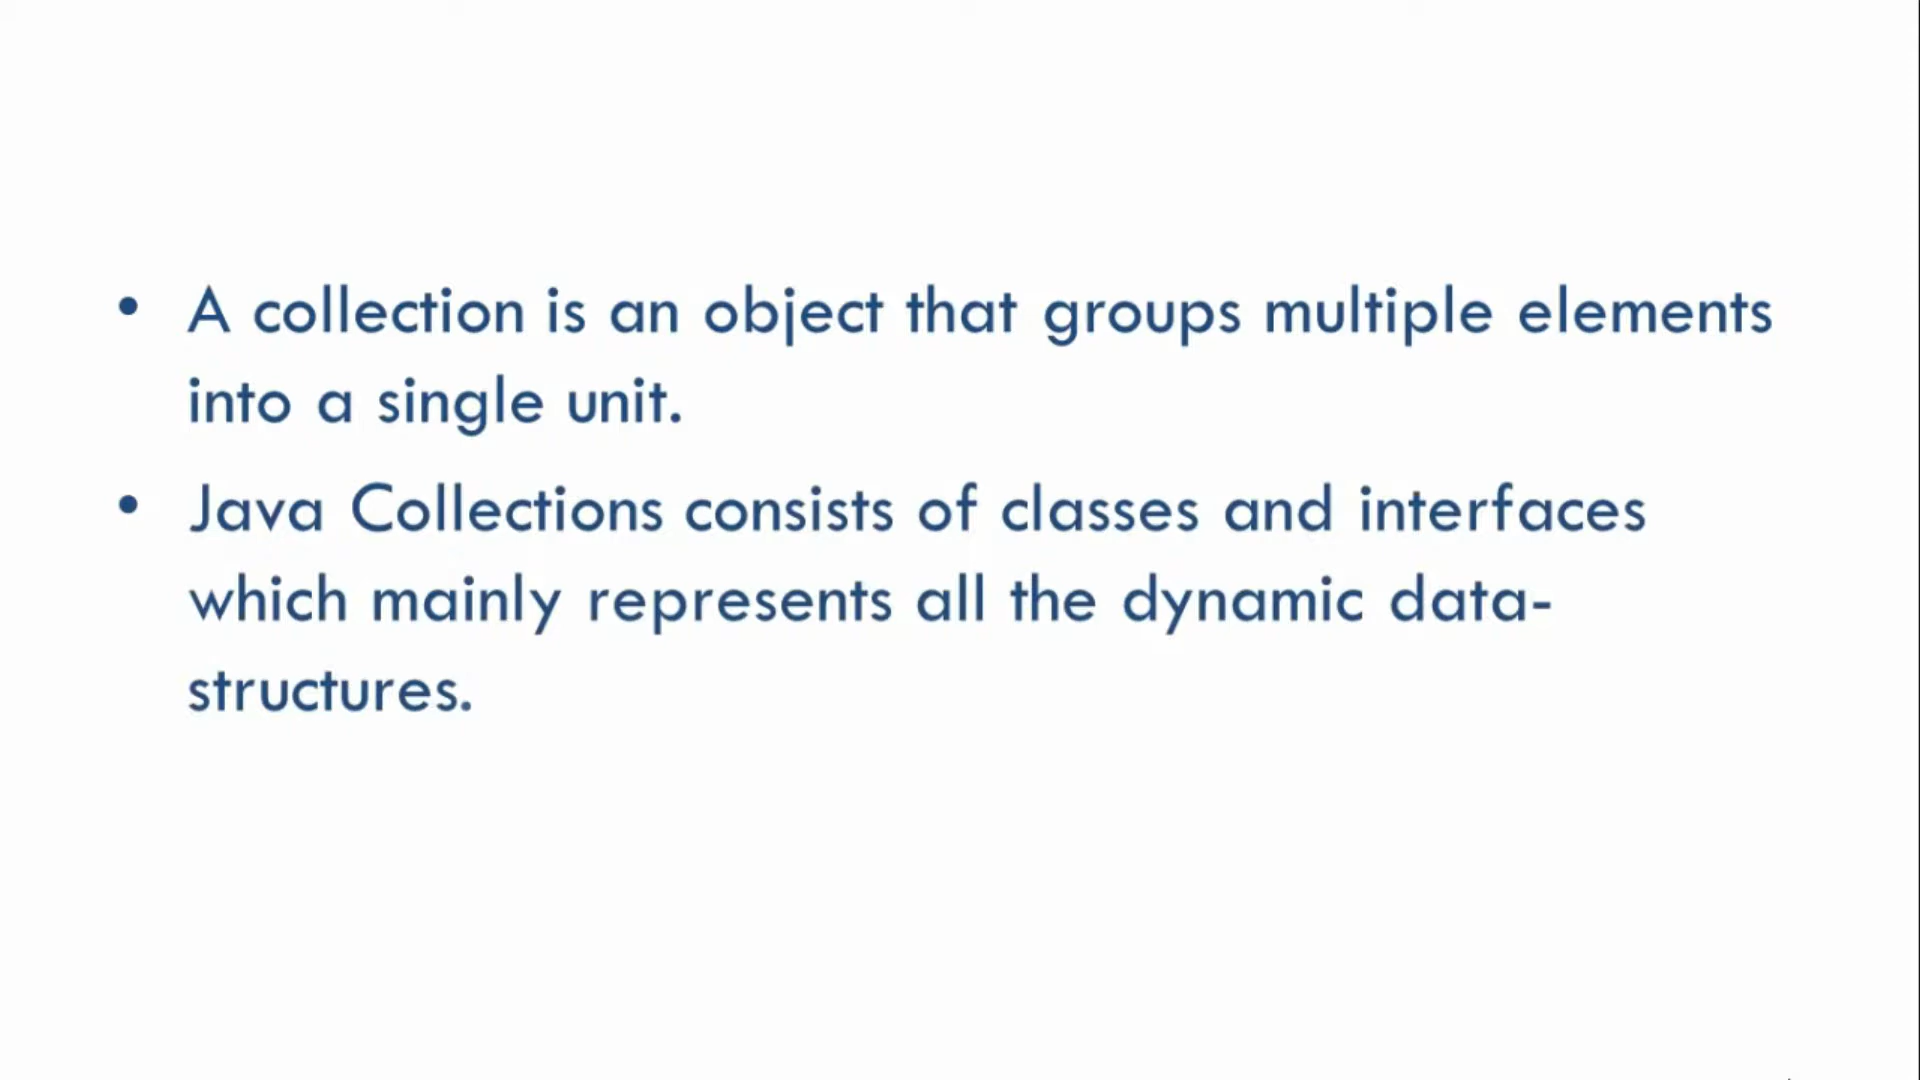 • A collection is an object that groups multiple elements
into a single unit.
• Java Collections consists of classes and interfaces
which mainly represents all the dynamic data-
structures.